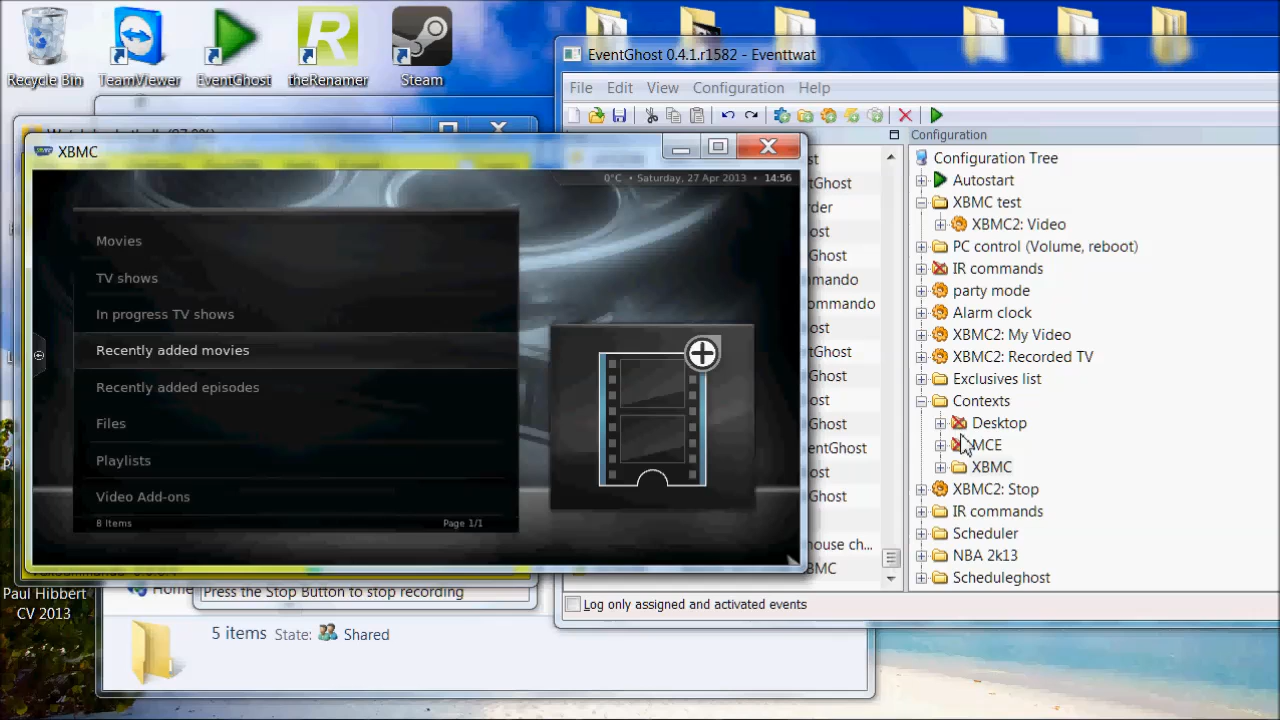 Recycle Bin
TeamViewer
EventGhost
theRenamer
Steam
EventGhost 0.4.1.r1582 - Eventtwat
File Edit View Configuration Help
XBMC
0°C • Saturday, 27 Apr 2013 • 14:56
Movies
TV shows
In progress TV shows
Recently added movies
Recently added episodes
Files
Playlists
Video Add-ons
8 Items
Page 1/1
Configuration
Configuration Tree
Autostart
XBMC test
XBMC2: Video
PC control (Volume, reboot)
IR commands
party mode
Alarm clock
XBMC2: My Video
XBMC2: Recorded TV
Exclusives list
Contexts
Desktop
MCE
XBMC
XBMC2: Stop
IR commands
Scheduler
NBA 2k13
Scheduleghost
Log only assigned and activated events
Press the Stop Button to stop recording
5 items State: Shared
Paul Hibbert
CV 2013